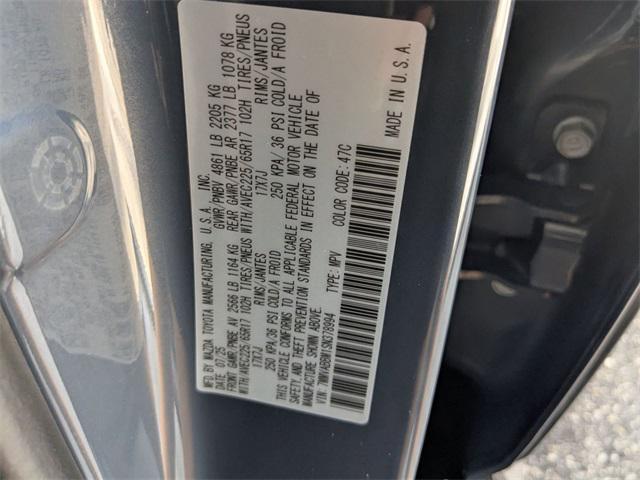 MFD. BY MAZDA TOYOTA MANUFACTURING, U.S.A. INC.
DATE: 07/25 GVWR/PNBV 4861 LB 2205 KG
FRONT GAWR/PNBE AV 2566 LB 1164 KG REAR GAWR/PNBE AR 2377 LB 1078 KG
WITH/AVEC225/65R17 102H TIRES/PNEUS WITH/AVEC225/65R17 102H TIRES/PNEUS
17X7J RIMS/JANTES 17X7J RIMS/JANTES
250 KPA/36 PSI COLD/A FROID 250 KPA/36 PSI COLD/A FROID
THIS VEHICLE CONFORMS TO ALL APPLICABLE FEDERAL MOTOR VEHICLE
SAFETY, AND THEFT PREVENTION STANDARDS IN EFFECT ON THE DATE OF
MANUFACTURE SHOWN ABOVE.
VIN: TYPE: MPV COLOR CODE: 47C
MADE IN U.S.A.